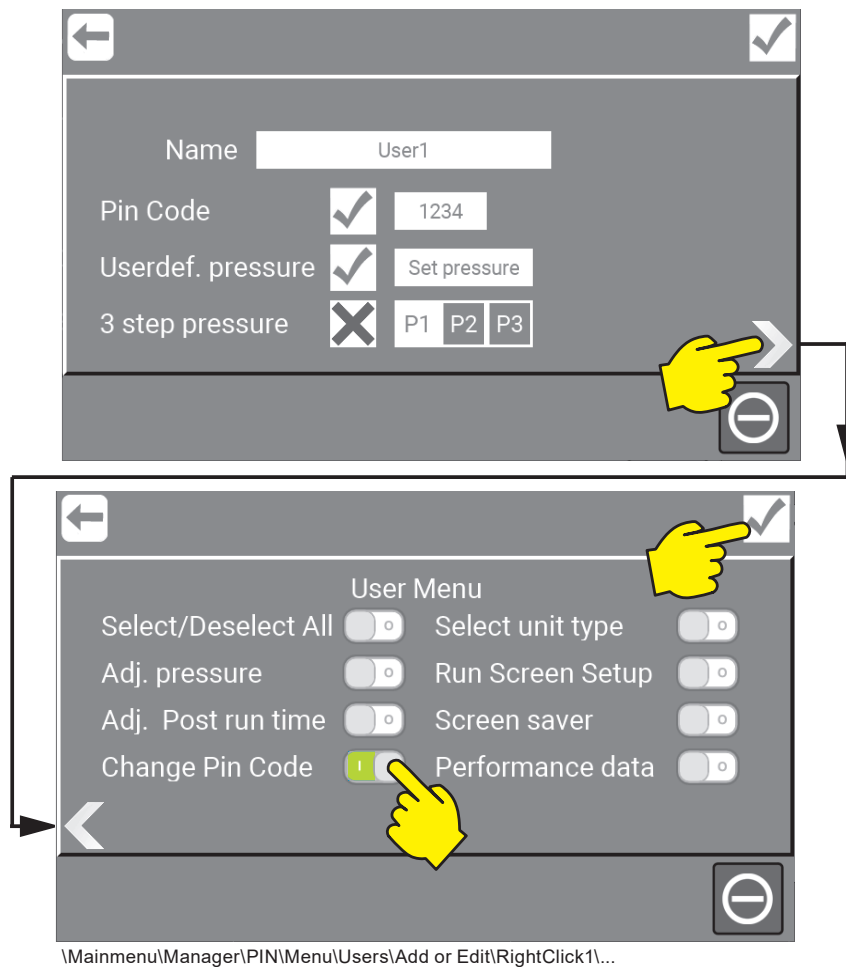 Name User1
Pin Code 1234
Userdef. pressure Set pressure
3 step pressure P1 P2 P3
User Menu
Select/Deselect All O Select unit type O
Adj. pressure O Run Screen Setup O
Adj. Post run time O Screen saver O
Change Pin Code I Performance data O
\Mainmenu\Manager\PIN\Menu\Users\Add or Edit\RightClick1\...